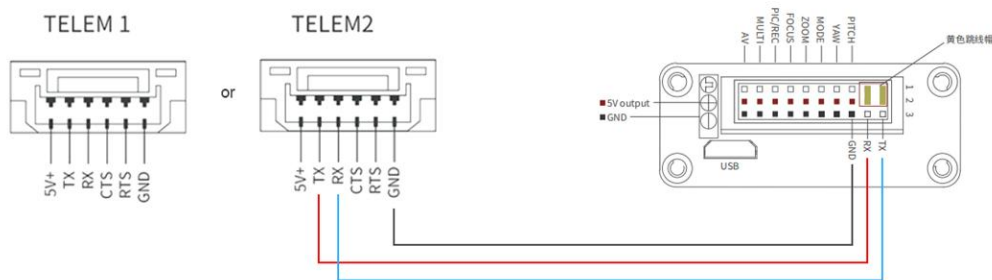 TELEM 1
or
TELEM2
5V+
TX
RX
CTS
RTS
GND
5V+
TX
RX
CTS
RTS
GND
AV
MULTI
PIC/REC
FOCUS
ZOOM
MODE
YAW
PITCH
黄色跳线帽
1
2
3
5V output
GND
USB
GND
RX
TX